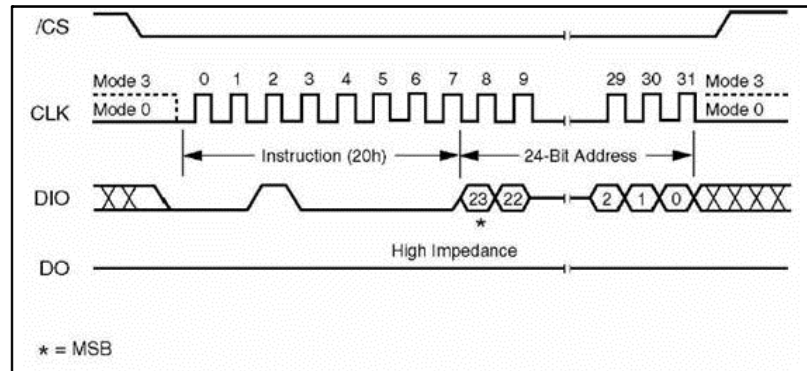 /CS
Mode 3 0 1 2 3 4 5 6 7 8 9 29 30 31 Mode 3
CLK Mode 0 Mode 0
Instruction (20h) 24-Bit Address
DIO 23 22 2 1 0
*
High Impedance
DO
* = MSB